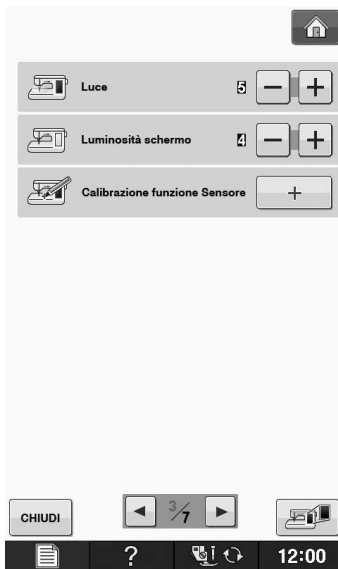 Luce 5 − +
Luminosità schermo 4 − +
Calibrazione funzione Sensore +
CHIUDI 3/7
? 12:00